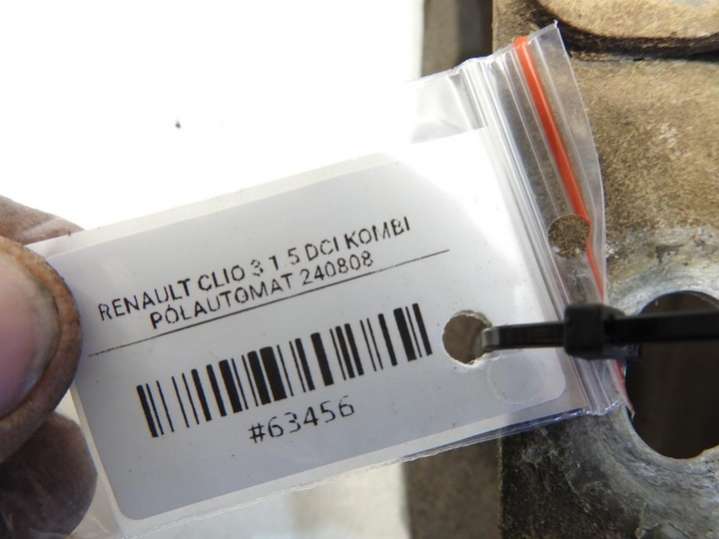 RENAULT CLIO 3 1 5 DCI KOMBI
PÓLAUTOMAT 240808
#63456